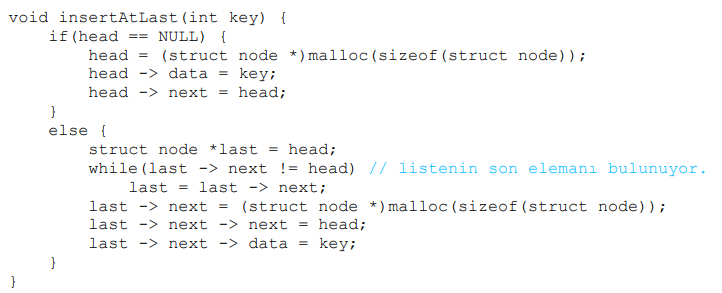 void insertAtLast(int key) {
    if(head == NULL) {
        head = (struct node *)malloc(sizeof(struct node));
        head -> data = key;
        head -> next = head;
    }
    else {
        struct node *last = head;
        while(last -> next != head) // listenin son elemanı bulunuyor.
            last = last -> next;
        last -> next = (struct node *)malloc(sizeof(struct node));
        last -> next -> next = head;
        last -> next -> data = key;
    }
}